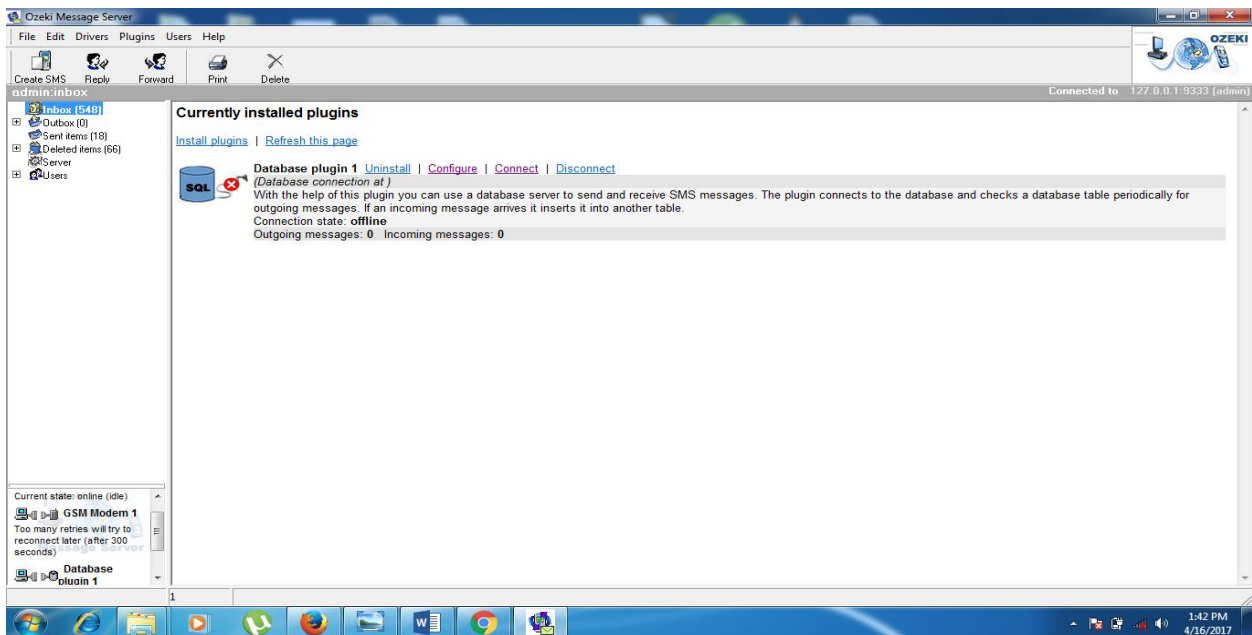 Ozeki Message Server
File Edit Drivers Plugins Users Help
OZEKI
Create SMS Reply Forward Print Delete
admin:inbox
Connected to 127.0.0.1:9333 (admin)
Inbox (548)
Outbox (0)
Sent items (18)
Deleted items (66)
Server
Users
Currently installed plugins
Install plugins | Refresh this page
SQL
Database plugin 1 Uninstall | Configure | Connect | Disconnect
(Database connection at )
With the help of this plugin you can use a database server to send and receive SMS messages. The plugin connects to the database and checks a database table periodically for
outgoing messages. If an incoming message arrives it inserts it into another table.
Connection state: offline
Outgoing messages: 0 Incoming messages: 0
Current state: online (idle)
GSM Modem 1
Too many retries will try to
reconnect later (after 300
seconds)
Database
plugin 1
1
W
1:42 PM
4/16/2017